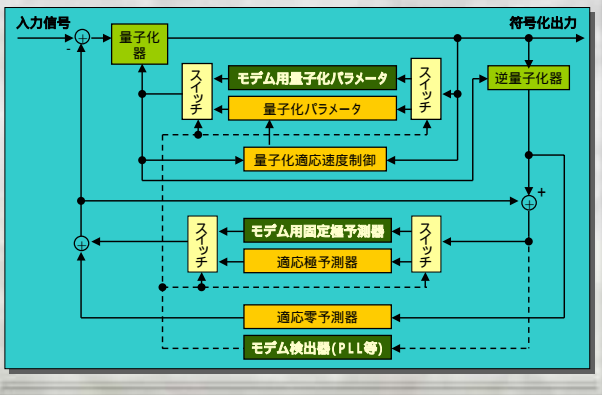 入力信号
符号化出力
-
量子化
器
スイッチ
モデム用量子化パラメータ
スイッチ
逆量子化器
量子化パラメータ
量子化適応速度制御
+
スイッチ
モデム用固定極予測器
スイッチ
適応極予測器
適応零予測器
モデム検出器(PLL等)